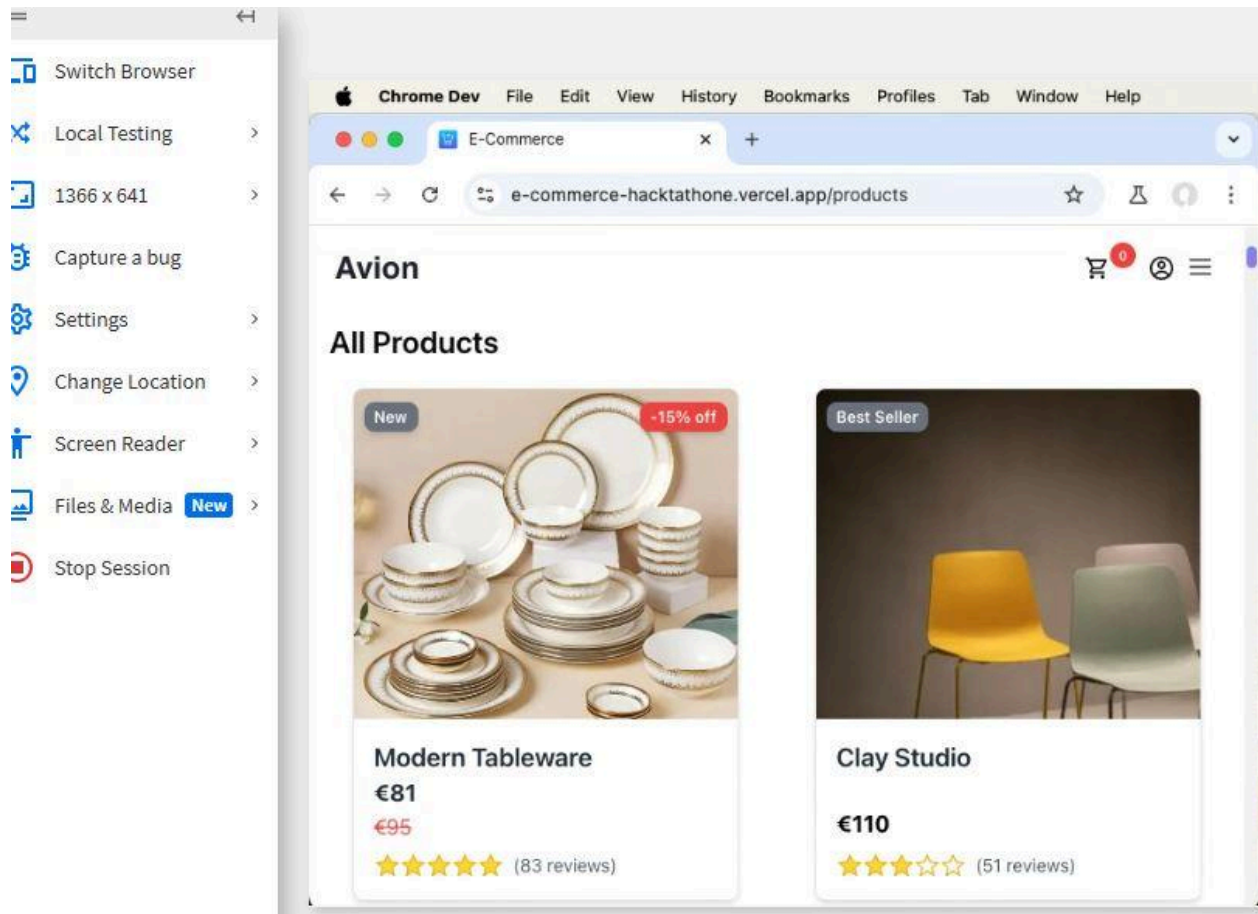 Switch Browser
Local Testing
1366 x 641
Capture a bug
Settings
Change Location
Screen Reader
Files & Media New
Stop Session
Chrome Dev File Edit View History Bookmarks Profiles Tab Window Help
E-Commerce
e-commerce-hacktathone.vercel.app/products
Avion
0
All Products
New
-15% off
Modern Tableware
€81
€95
(83 reviews)
Best Seller
Clay Studio
€110
(51 reviews)